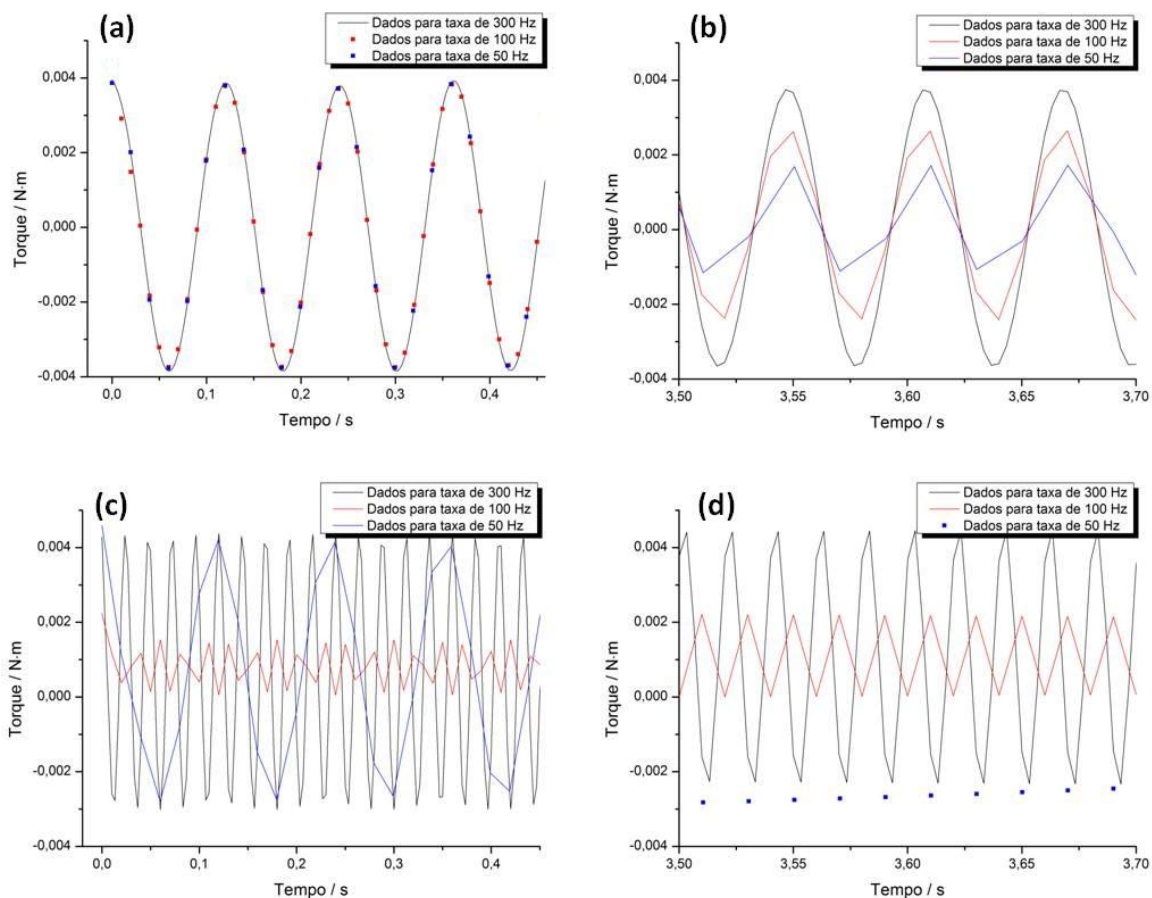 (a)
Dados para taxa de 300 Hz
Dados para taxa de 100 Hz
Dados para taxa de 50 Hz
0,004
0,002
0,000
-0,002
-0,004
Torque / N·m
0,0 0,1 0,2 0,3 0,4
Tempo / s
(b)
Dados para taxa de 300 Hz
Dados para taxa de 100 Hz
Dados para taxa de 50 Hz
0,004
0,002
0,000
-0,002
-0,004
Torque / N·m
3,50 3,55 3,60 3,65 3,70
Tempo / s
(c)
Dados para taxa de 300 Hz
Dados para taxa de 100 Hz
Dados para taxa de 50 Hz
0,004
0,002
0,000
-0,002
-0,004
Torque / N·m
0,0 0,1 0,2 0,3 0,4
Tempo / s
(d)
Dados para taxa de 300 Hz
Dados para taxa de 100 Hz
Dados para taxa de 50 Hz
0,004
0,002
0,000
-0,002
-0,004
Torque / N·m
3,50 3,55 3,60 3,65 3,70
Tempo / s